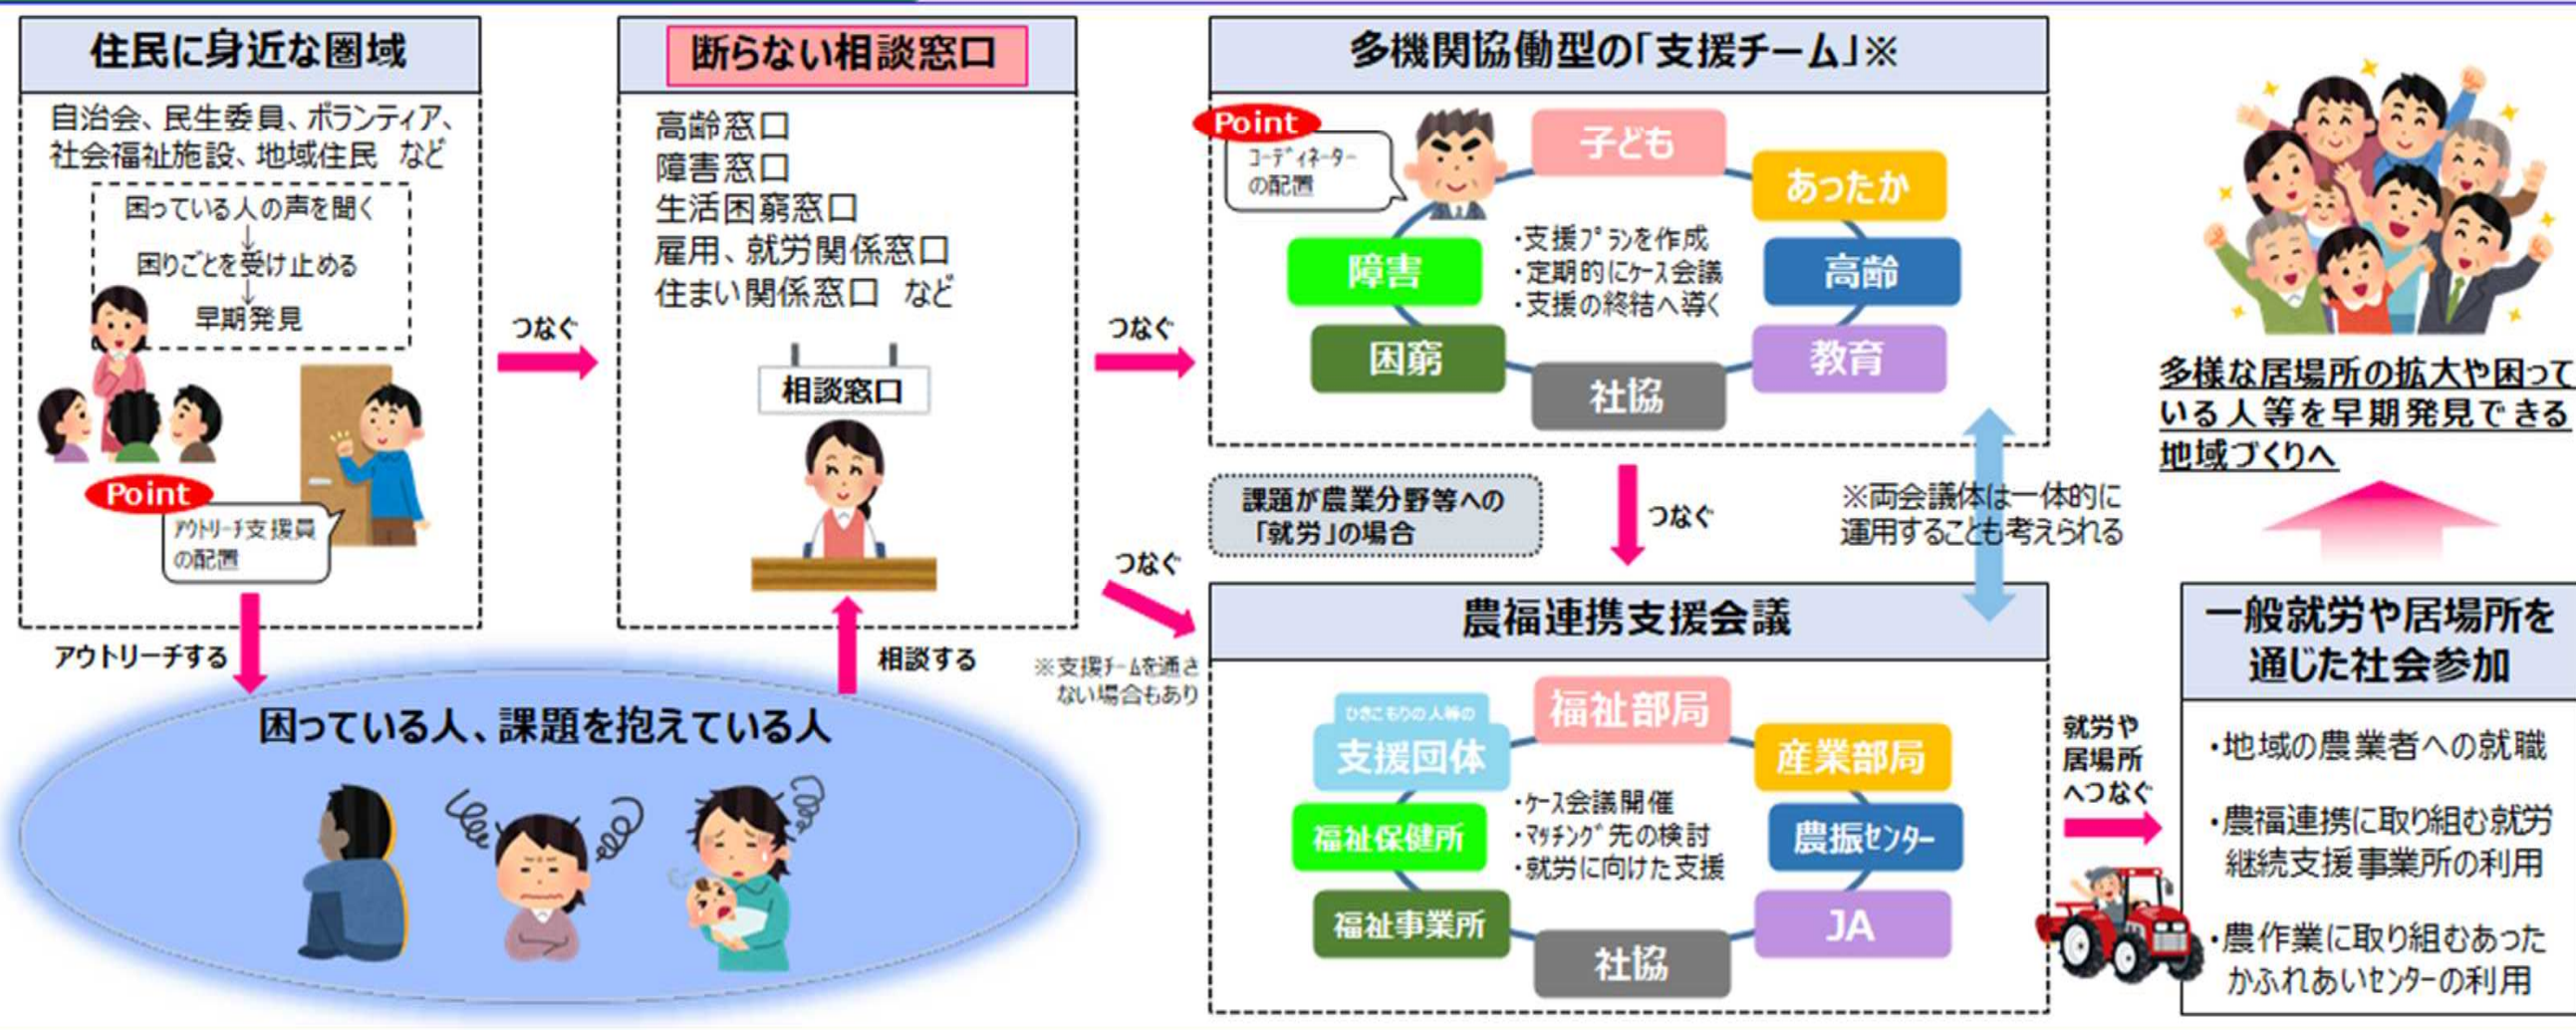 住民に身近な圏域
自治会、民生委員、ボランティア、
社会福祉施設、地域住民 など
困っている人の声を聞く
↓
困りごとを受け止める
↓
早期発見
Point
アウトリーチ支援員
の配置
アウトリーチする
つなぐ
断らない相談窓口
高齢窓口
障害窓口
生活困窮窓口
雇用、就労関係窓口
住まい関係窓口 など
相談窓口
相談する
困っている人、課題を抱えている人
つなぐ
つなぐ
※支援チームを通さ
ない場合もあり
多機関協働型の「支援チーム」※
Point
コーディネーター
の配置
子ども
あったか
高齢
教育
社協
困窮
障害
・支援プランを作成
・定期的にケース会議
・支援の終結へ導く
課題が農業分野等への
「就労」の場合
つなぐ
※両会議体は一体的に
運用することも考えられる
農福連携支援会議
ひきこもりの人等の
支援団体
福祉部局
産業部局
農振センター
JA
社協
福祉事業所
福祉保健所
・ケース会議開催
・マッチング先の検討
・就労に向けた支援
就労や
居場所
へつなぐ
一般就労や居場所を
通じた社会参加
・地域の農業者への就職
・農福連携に取り組む就労
継続支援事業所の利用
・農作業に取り組むあった
かふれあいセンターの利用
多様な居場所の拡大や困って
いる人等を早期発見できる
地域づくりへ